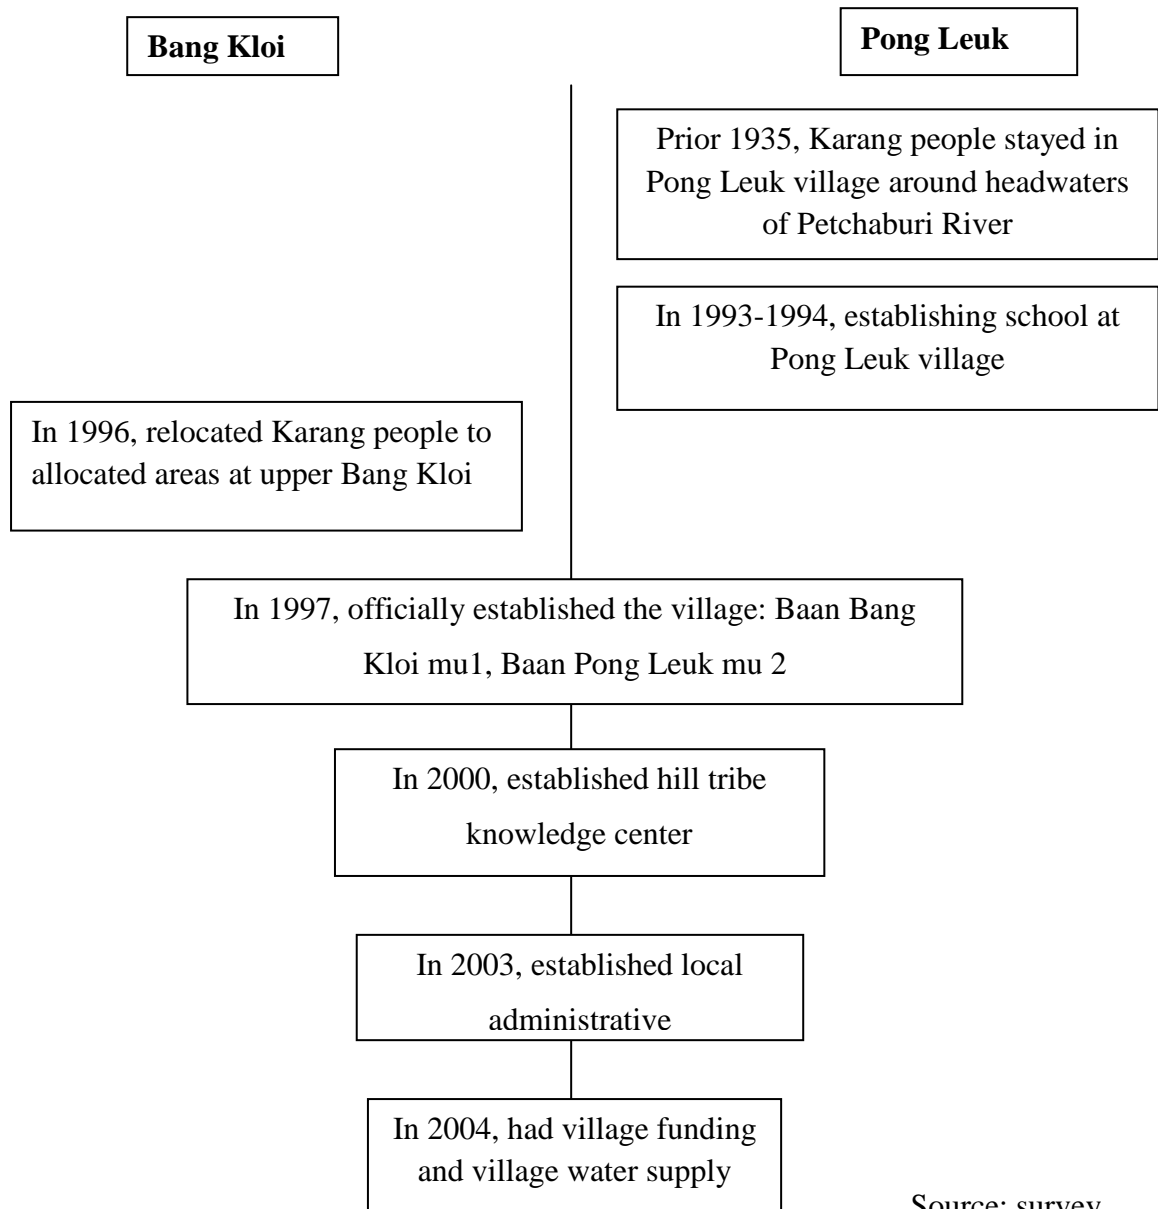 Bang Kloi
Pong Leuk
Prior 1935, Karang people stayed in
Pong Leuk village around headwaters
of Petchaburi River
In 1993-1994, establishing school at
Pong Leuk village
In 1996, relocated Karang people to
allocated areas at upper Bang Kloi
In 1997, officially established the village: Baan Bang
Kloi mu1, Baan Pong Leuk mu 2
In 2000, established hill tribe
knowledge center
In 2003, established local
administrative
In 2004, had village funding
and village water supply
Source: survey